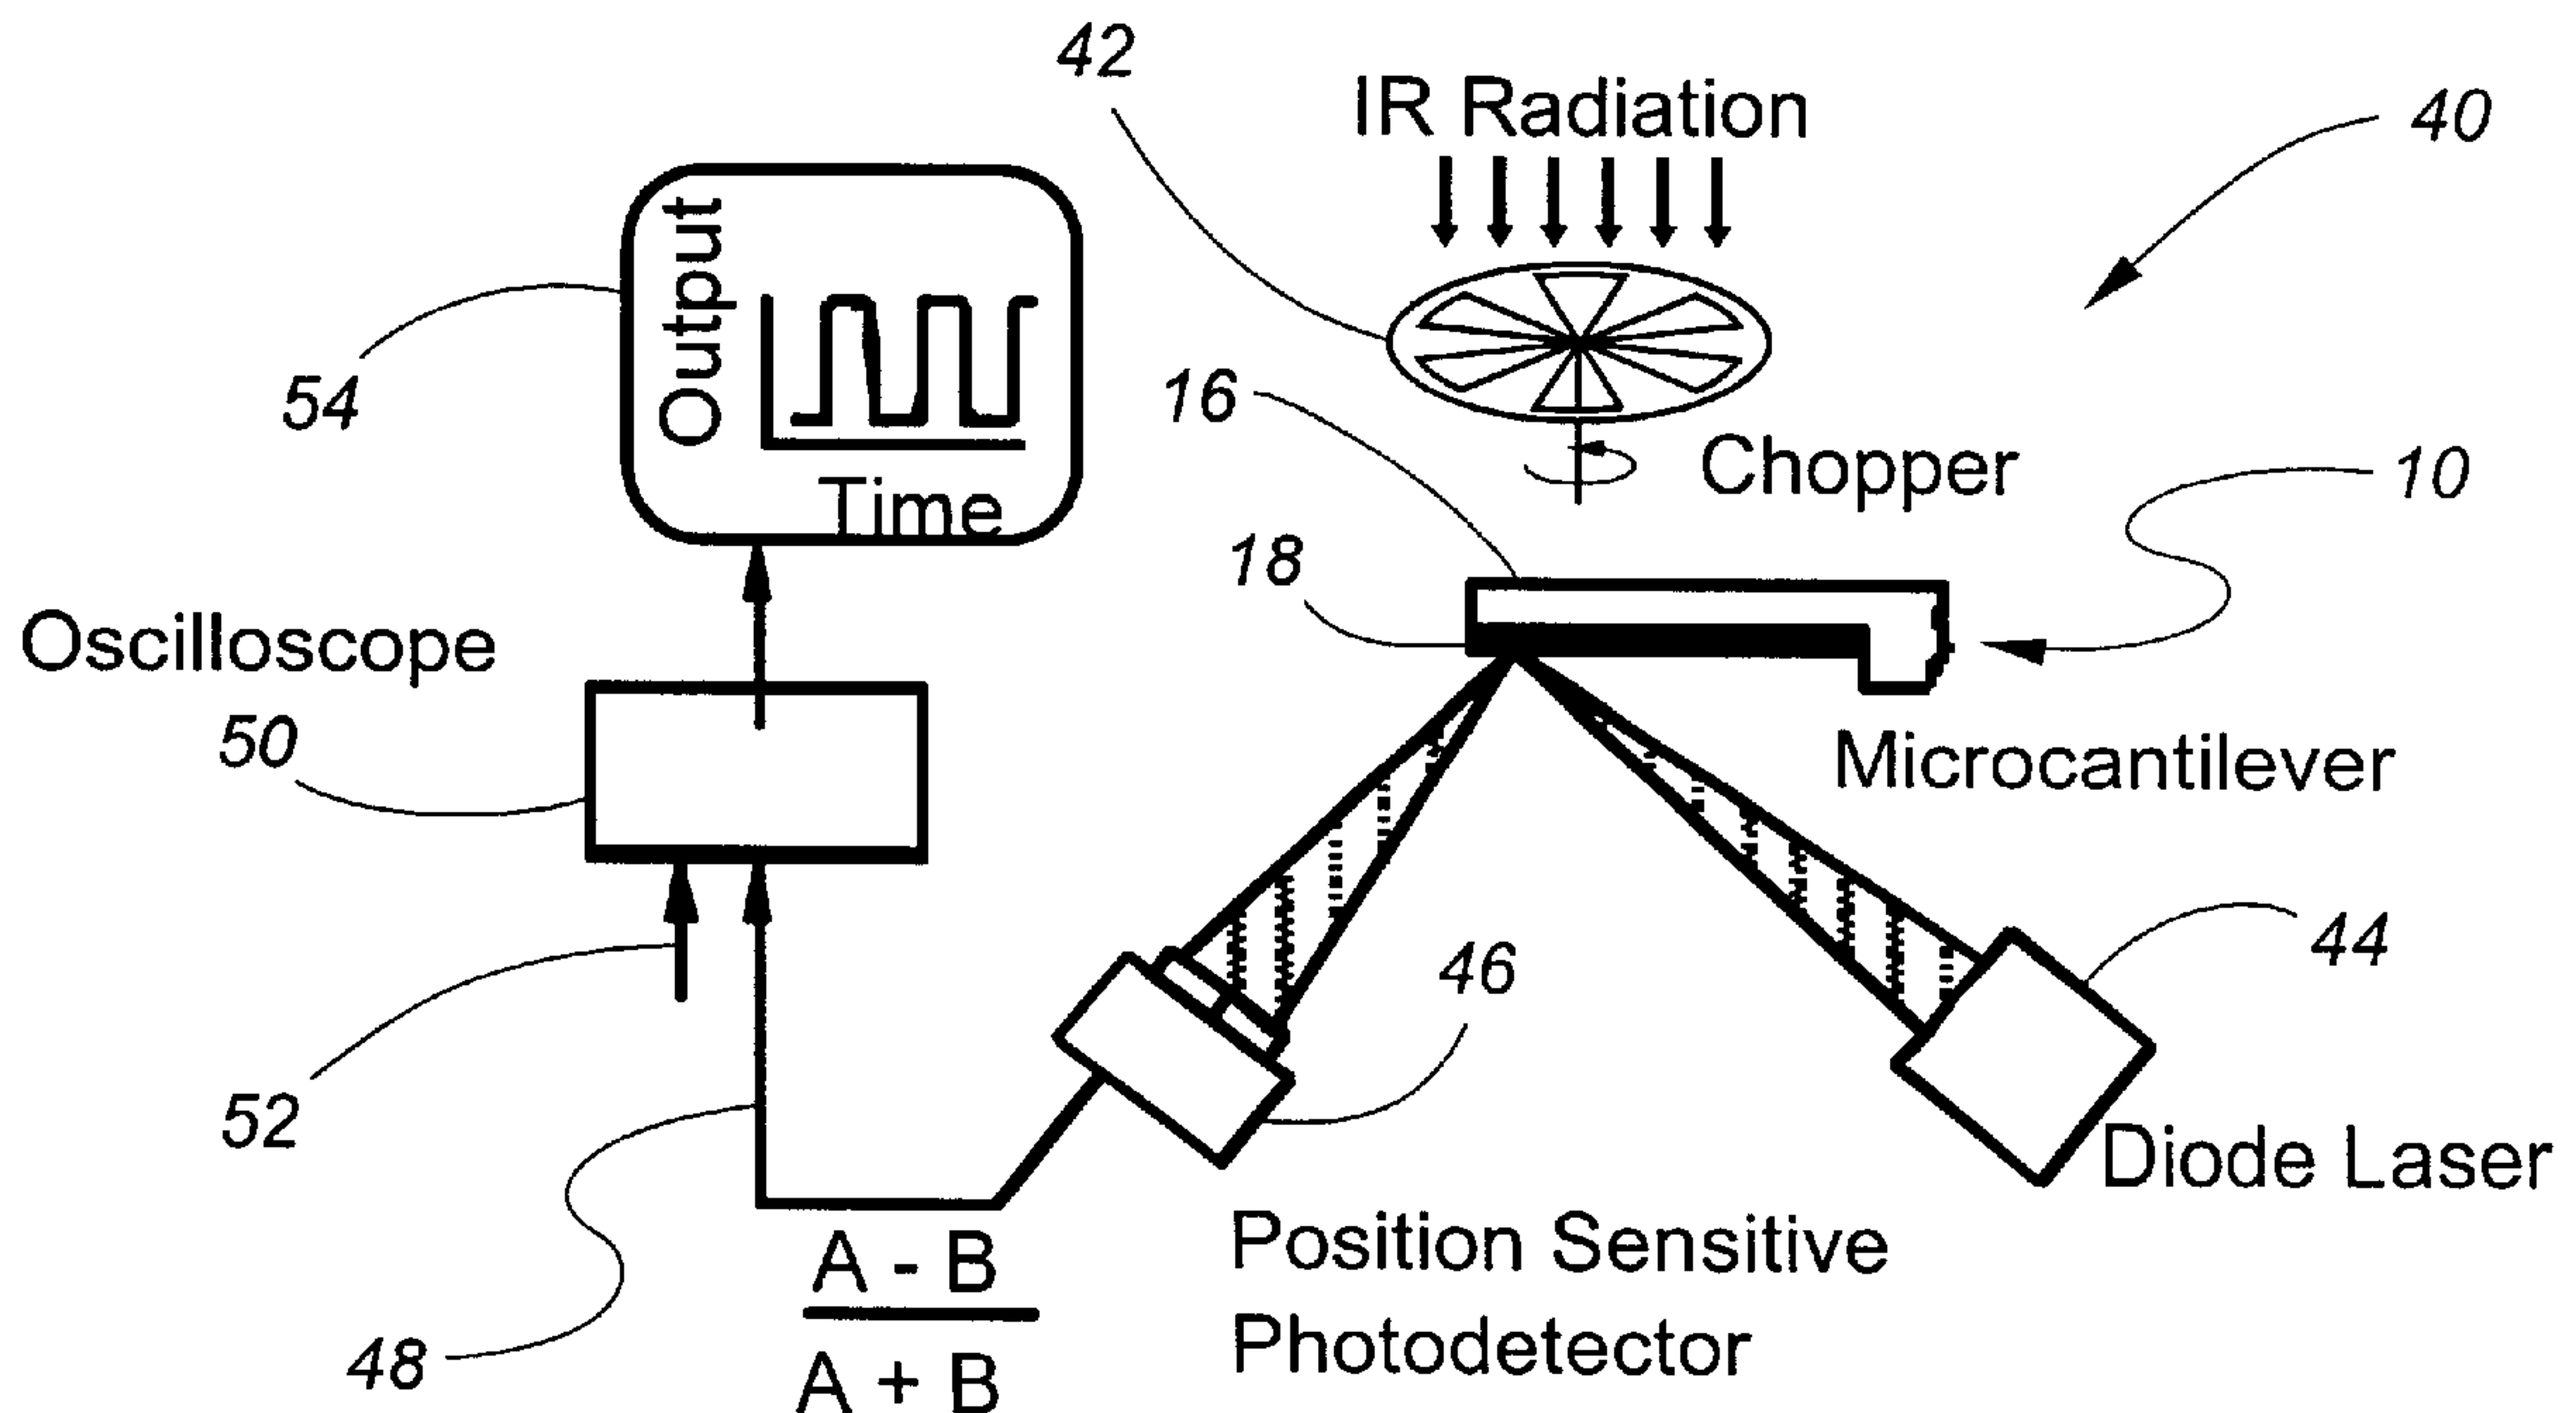 42
IR Radiation
40
Output
Time
54
16
Chopper
10
18
Oscilloscope
50
Microcantilever
52
46
44
Diode Laser
48
A - B
A + B
Position Sensitive
Photodetector